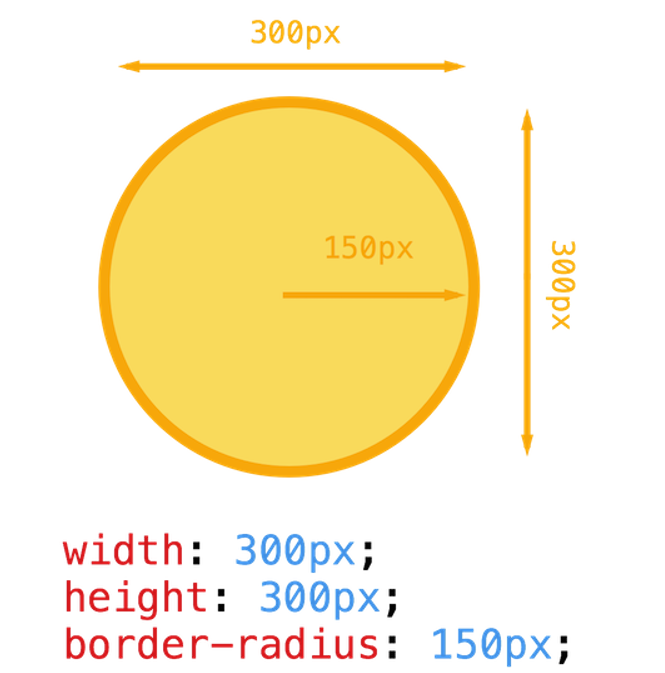 300px
150px
300px
width: 300px;
height: 300px;
border-radius: 150px;